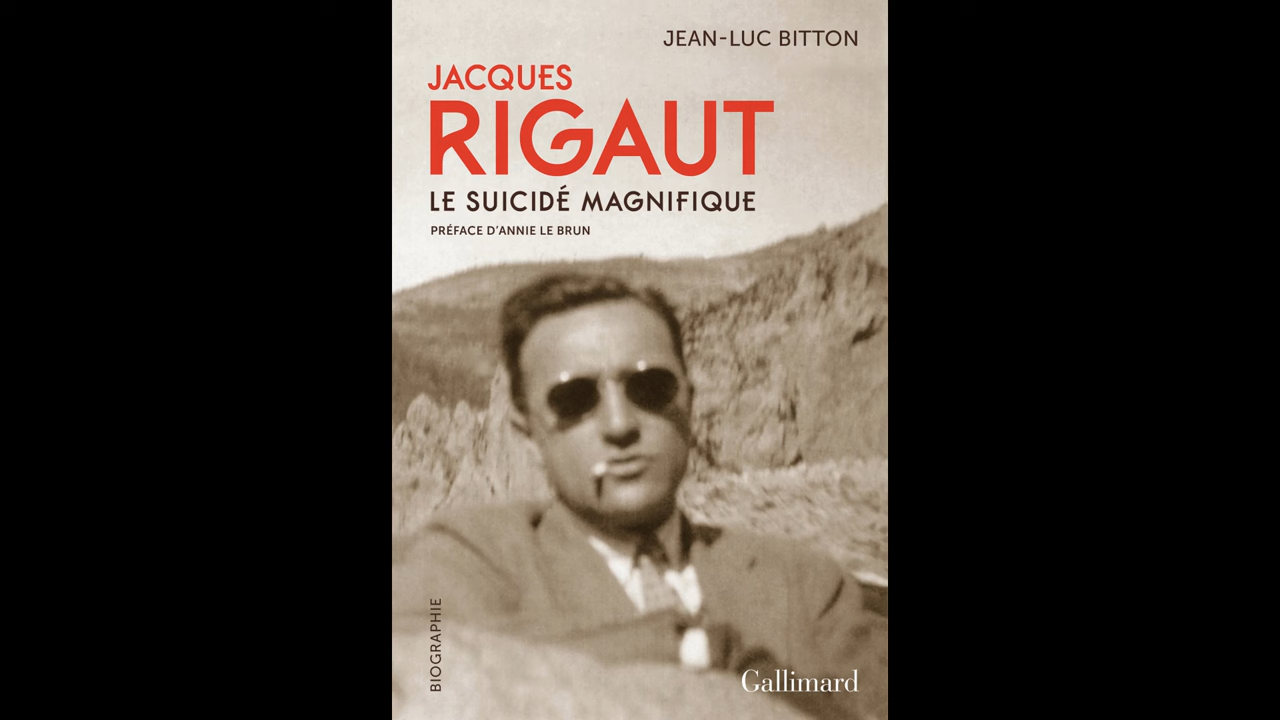 JEAN-LUC BITTON
JACQUES
RIGAUT
LE SUICIDÉ MAGNIFIQUE
PRÉFACE D'ANNIE LE BRUN
BIOGRAPHIE
Gallimard